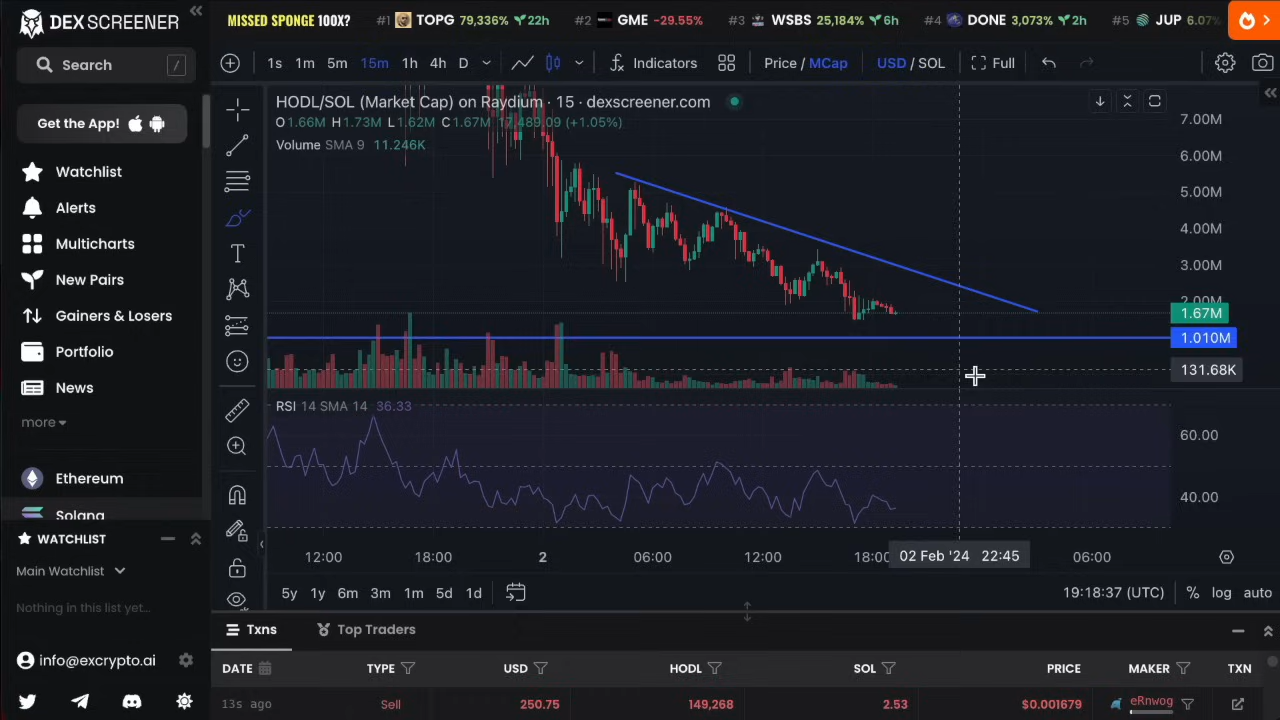 DEX SCREENER
MISSED SPONGE 100X? #1 TOPG 79,336% 22h #2 GME -29.55% #3 WSBS 25,184% 6h #4 DONE 3,073% 2h #5 JUP 6.07%
Search /
1s 1m 5m 15m 1h 4h D Indicators Price / MCap USD / SOL Full
Get the App!
HODL/SOL (Market Cap) on Raydium · 15 · dexscreener.com
O1.66M H1.73M L1.62M C1.67M 17,489.09 (+1.05%)
Volume SMA 9 11.246K
7.00M
6.00M
5.00M
4.00M
3.00M
2.00M
1.67M
1.010M
131.68K
Watchlist
Alerts
Multicharts
New Pairs
Gainers & Losers
Portfolio
News
more
Ethereum
Solana
RSI 14 SMA 14 36.33
60.00
40.00
WATCHLIST
Main Watchlist
Nothing in this list yet...
info@excrypto.ai
12:00 18:00 2 06:00 12:00 18:00 02 Feb '24 22:45 06:00
5y 1y 6m 3m 1m 5d 1d 19:18:37 (UTC) % log auto
Txns Top Traders
DATE TYPE USD HODL SOL PRICE MAKER TXN
13s ago Sell 250.75 149,268 2.53 $0.001679 eRnwog